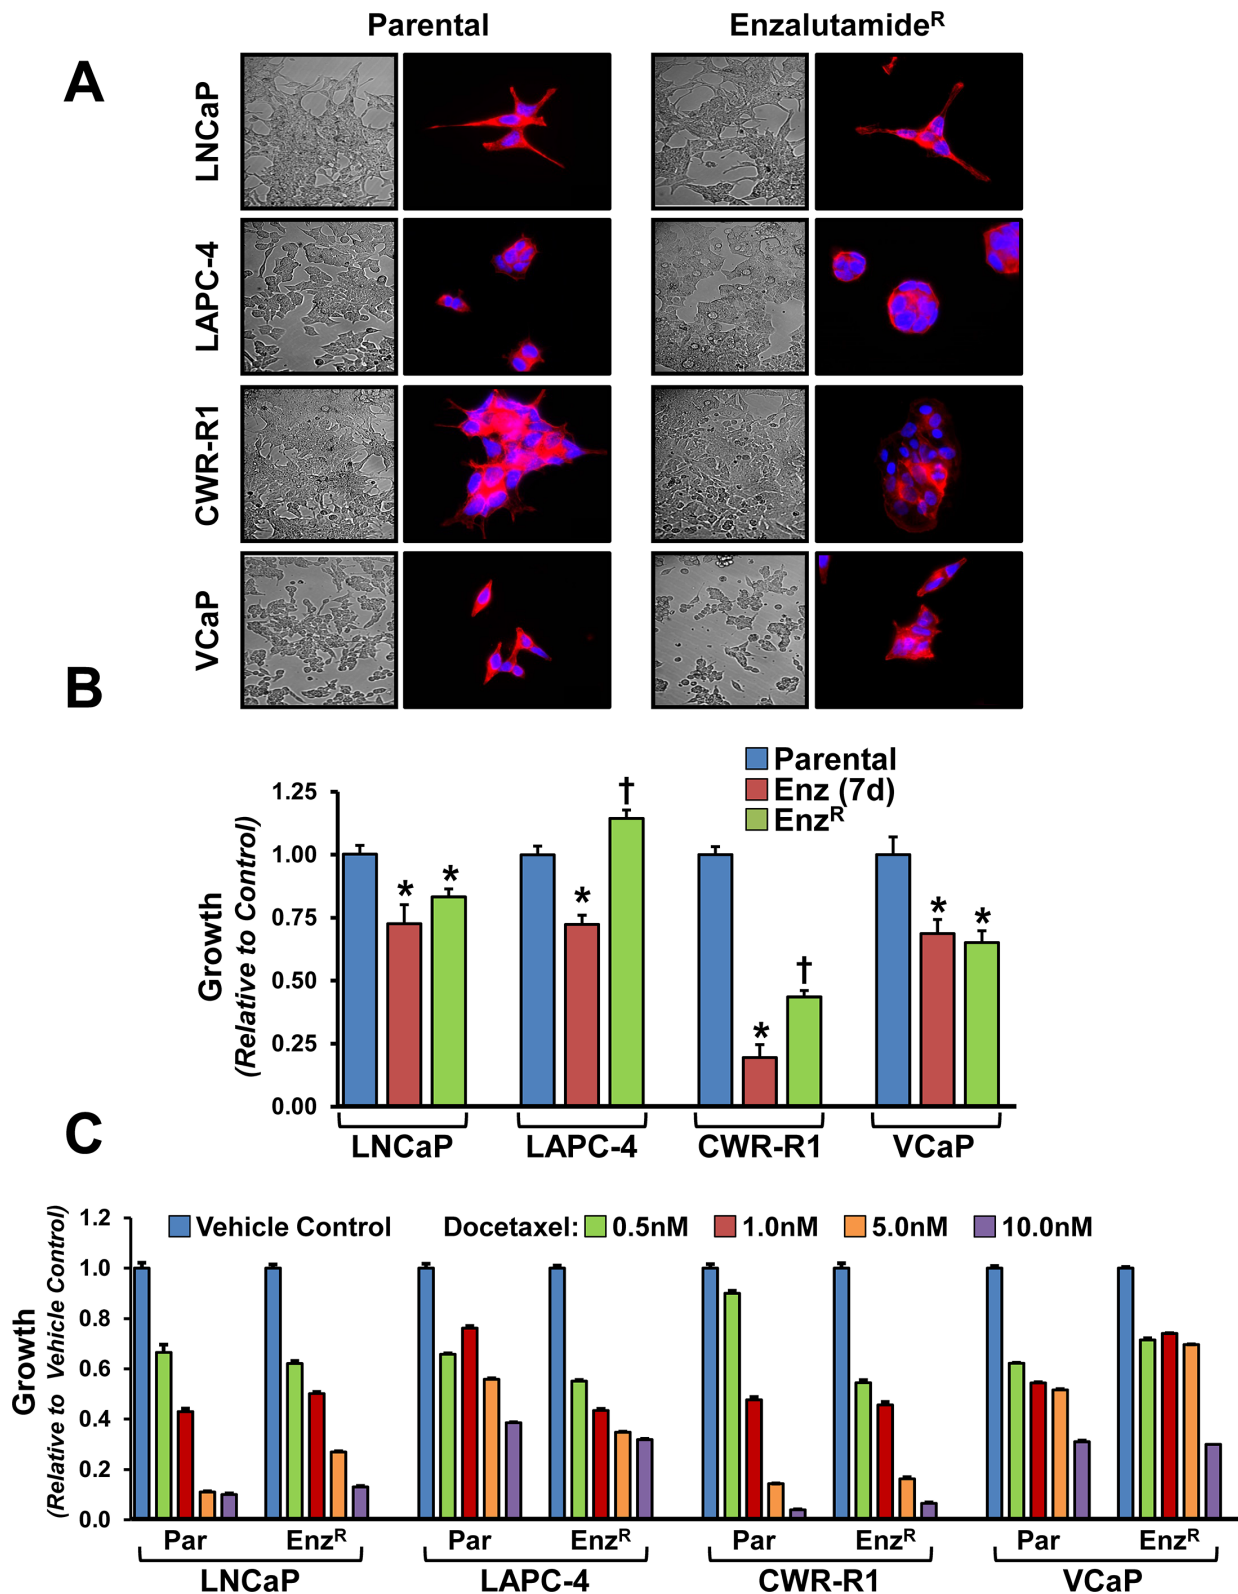 Parental
Enzalutamide^R
A
LNCaP
LAPC-4
CWR-R1
VCaP
B
Parental
Enz (7d)
Enz^R
Growth
(Relative to Control)
1.25
1.00
0.75
0.50
0.25
0.00
* * * † * † * *
LNCaP LAPC-4 CWR-R1 VCaP
C
Vehicle Control Docetaxel: 0.5nM 1.0nM 5.0nM 10.0nM
Growth
(Relative to Vehicle Control)
1.2
1.0
0.8
0.6
0.4
0.2
0.0
Par Enz^R Par Enz^R Par Enz^R Par Enz^R
LNCaP LAPC-4 CWR-R1 VCaP